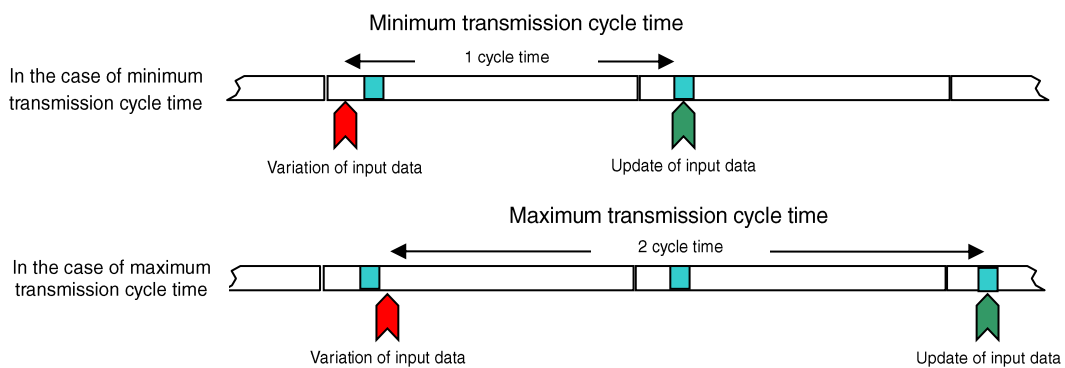 Minimum transmission cycle time
1 cycle time
In the case of minimum
transmission cycle time
Variation of input data
Update of input data
Maximum transmission cycle time
2 cycle time
In the case of maximum
transmission cycle time
Variation of input data
Update of input data